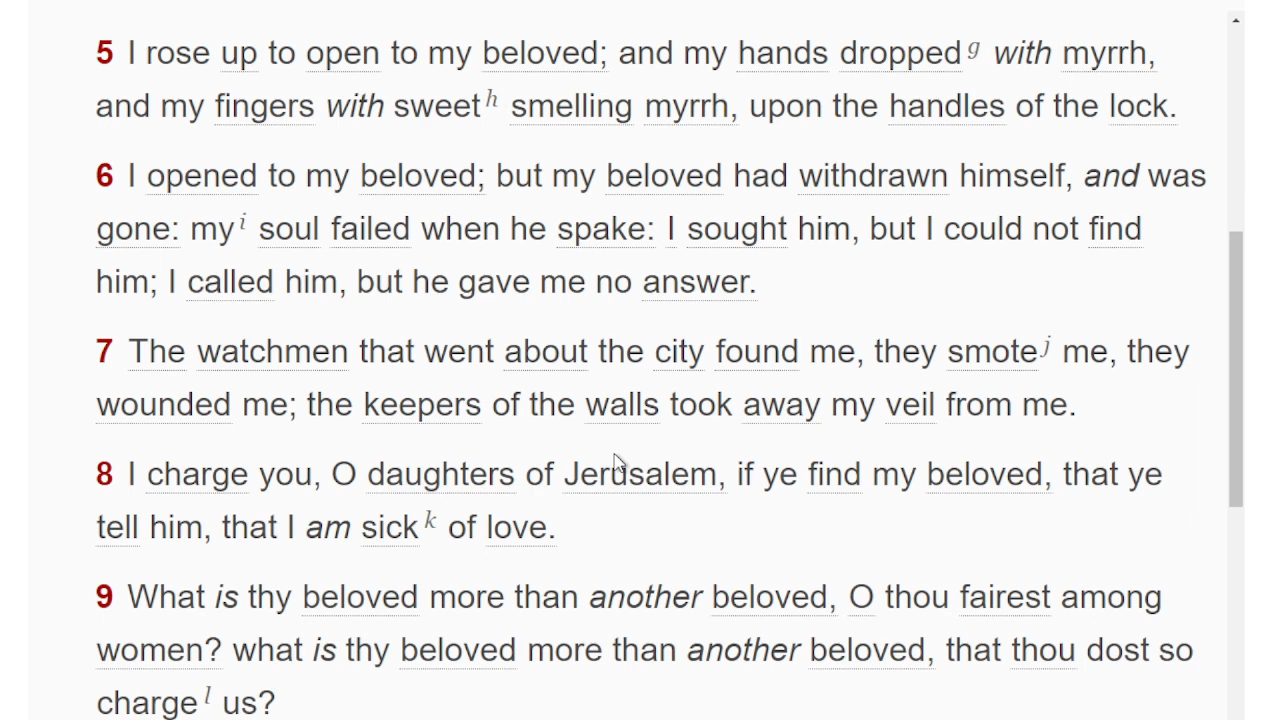 5 I rose up to open to my beloved; and my hands dropped g with myrrh,
and my fingers with sweet h smelling myrrh, upon the handles of the lock.
6 I opened to my beloved; but my beloved had withdrawn himself, and was
gone: my i soul failed when he spake: I sought him, but I could not find
him; I called him, but he gave me no answer.
7 The watchmen that went about the city found me, they smote j me, they
wounded me; the keepers of the walls took away my veil from me.
8 I charge you, O daughters of Jerusalem, if ye find my beloved, that ye
tell him, that I am sick k of love.
9 What is thy beloved more than another beloved, O thou fairest among
women? what is thy beloved more than another beloved, that thou dost so
charge l us?